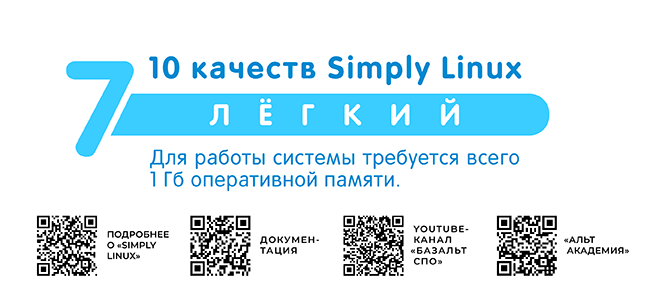 7
10 качеств Simply Linux
ЛЁГКИЙ
Для работы системы требуется всего
1 Гб оперативной памяти.
ПОДРОБНЕЕ
О «SIMPLY
LINUX»
ДОКУМЕН-
ТАЦИЯ
YOUTUBE-
КАНАЛ
«БАЗАЛЬТ
СПО»
«АЛЬТ
АКАДЕМИЯ»